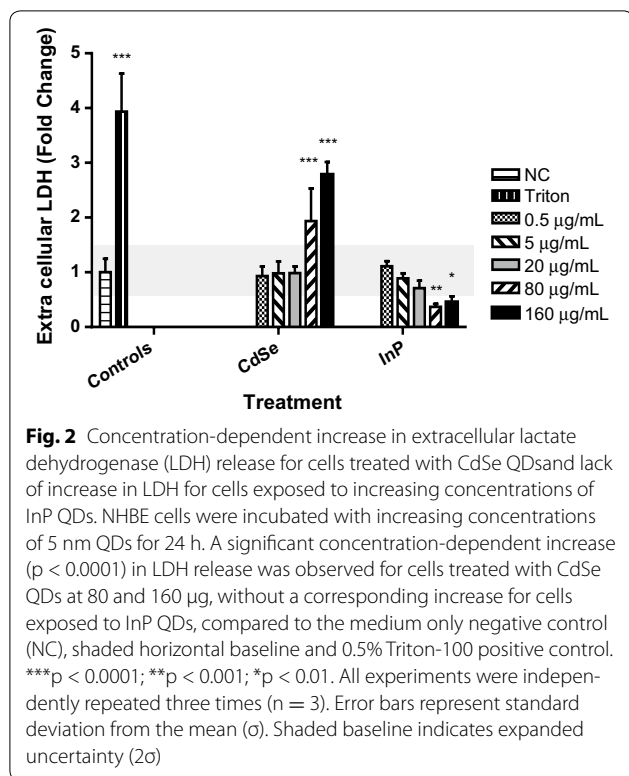 5
4
3
2
1
0
Extra cellular LDH (Fold Change)
***
***
***
**
*
NC
Triton
0.5 µg/mL
5 µg/mL
20 µg/mL
80 µg/mL
160 µg/mL
Controls
CdSe
InP
Treatment
Fig. 2 Concentration-dependent increase in extracellular lactate
dehydrogenase (LDH) release for cells treated with CdSe QDsand lack
of increase in LDH for cells exposed to increasing concentrations of
InP QDs. NHBE cells were incubated with increasing concentrations
of 5 nm QDs for 24 h. A significant concentration-dependent increase
(p < 0.0001) in LDH release was observed for cells treated with CdSe
QDs at 80 and 160 µg, without a corresponding increase for cells
exposed to InP QDs, compared to the medium only negative control
(NC), shaded horizontal baseline and 0.5% Triton-100 positive control.
***p < 0.0001; **p < 0.001; *p < 0.01. All experiments were indepen-
dently repeated three times (n = 3). Error bars represent standard
deviation from the mean (σ). Shaded baseline indicates expanded
uncertainty (2σ)